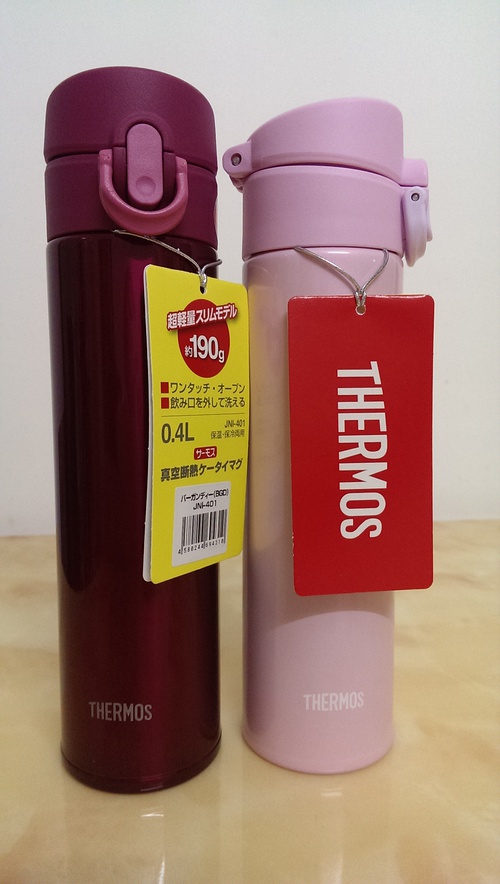 超軽量スリムモデル
約190g
■ワンタッチ・オープン
■飲み口を外して洗える
0.4L
JNI-401
保温・保冷両用
サーモス
真空断熱ケータイマグ
バーガンディー(BGD)
JNI-401
THERMOS
THERMOS
THERMOS